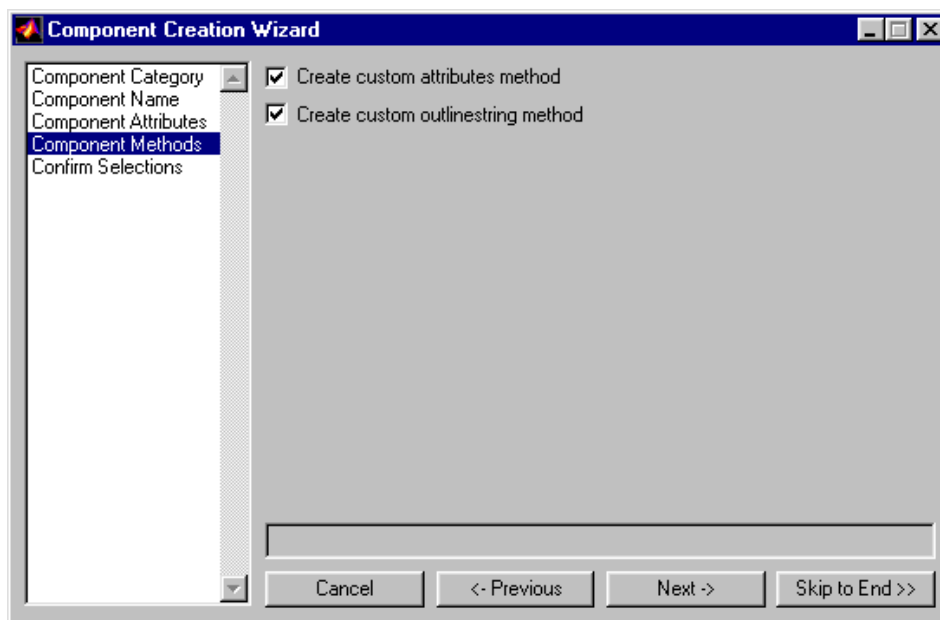 Component Creation Wizard
Component Category
Component Name
Component Attributes
Component Methods
Confirm Selections
Create custom attributes method
Create custom outlinestring method
Cancel
<- Previous
Next ->
Skip to End >>